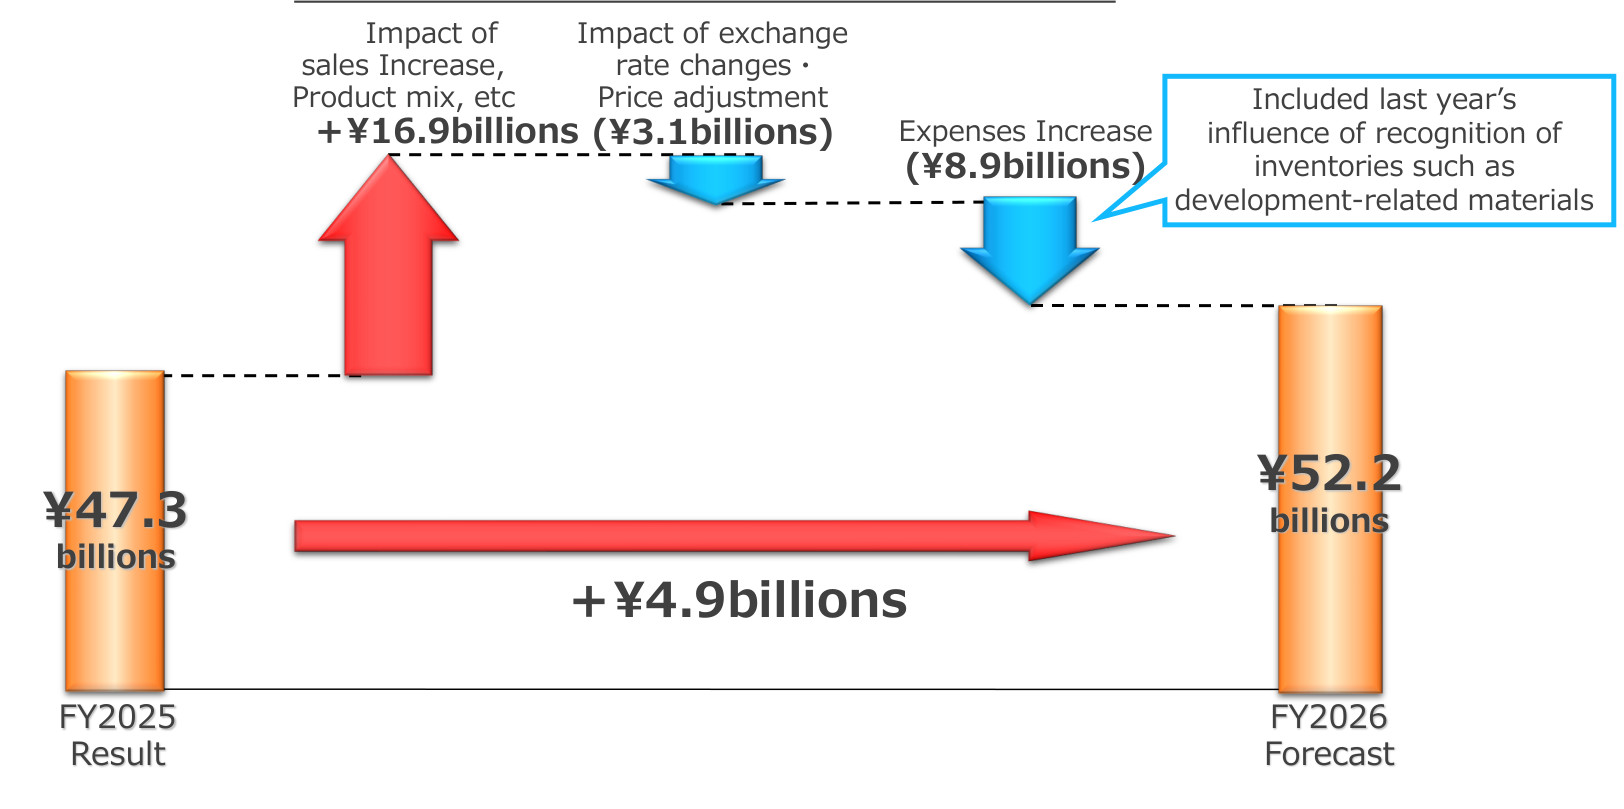 Impact of
sales Increase,
Product mix, etc
+¥16.9billions
Impact of exchange
rate changes・
Price adjustment
(¥3.1billions)
Expenses Increase
(¥8.9billions)
Included last year’s
influence of recognition of
inventories such as
development-related materials
¥47.3
billions
¥52.2
billions
+¥4.9billions
FY2025
Result
FY2026
Forecast